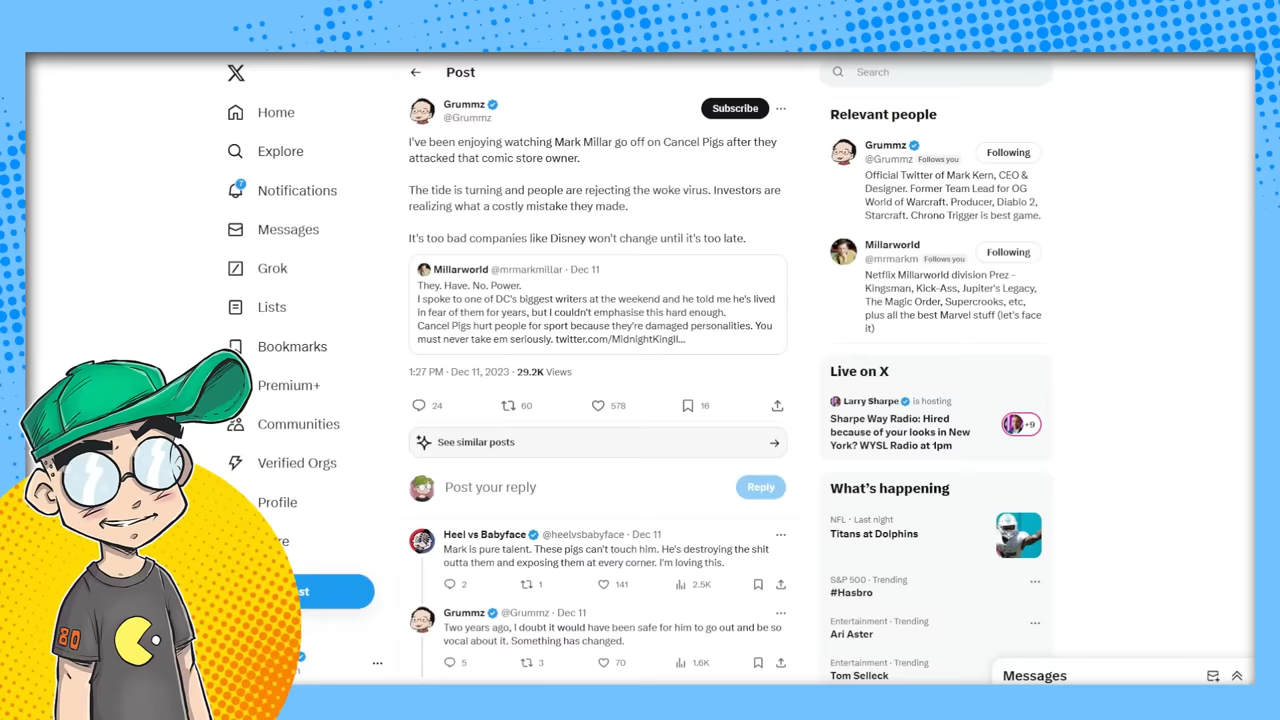 Home
Explore
7
Notifications
Messages
Grok
Lists
Bookmarks
Premium+
Communities
Verified Orgs
Profile
Post
Grummz
@Grummz
Subscribe
I've been enjoying watching Mark Millar go off on Cancel Pigs after they
attacked that comic store owner.
The tide is turning and people are rejecting the woke virus. Investors are
realizing what a costly mistake they made.
It's too bad companies like Disney won't change until it's too late.
Millarworld @mrmarkmillar · Dec 11
They. Have. No. Power.
I spoke to one of DC's biggest writers at the weekend and he told me he's lived
in fear of them for years, but I couldn't emphasise this hard enough.
Cancel Pigs hurt people for sport because they're damaged personalities. You
must never take em seriously. twitter.com/MidnightKingII…
1:27 PM · Dec 11, 2023 · 29.2K Views
24 60 578 16
See similar posts
Post your reply
Reply
Heel vs Babyface @heelvsbabyface · Dec 11
Mark is pure talent. These pigs can't touch him. He's destroying the shit
outta them and exposing them at every corner. I'm loving this.
2 1 141 2.5K
Grummz @Grummz · Dec 11
Two years ago, I doubt it would have been safe for him to go out and be so
vocal about it. Something has changed.
5 3 70 1.6K
Search
Relevant people
Grummz
@Grummz Follows you
Following
Official Twitter of Mark Kern, CEO &
Designer. Former Team Lead for OG
World of Warcraft. Producer, Diablo 2,
Starcraft. Chrono Trigger is best game.
Millarworld
@mrmarkm Follows you
Following
Netflix Millarworld division Prez -
Kingsman, Kick-Ass, Jupiter's Legacy,
The Magic Order, Supercrooks, etc,
plus all the best Marvel stuff (let's face
it)
Live on X
Larry Sharpe is hosting
Sharpe Way Radio: Hired
because of your looks in New
York? WYSL Radio at 1pm
+9
What's happening
NFL · Last night
Titans at Dolphins
S&P 500 · Trending
#Hasbro
Entertainment · Trending
Ari Aster
Entertainment · Trending
Tom Selleck
Messages
80